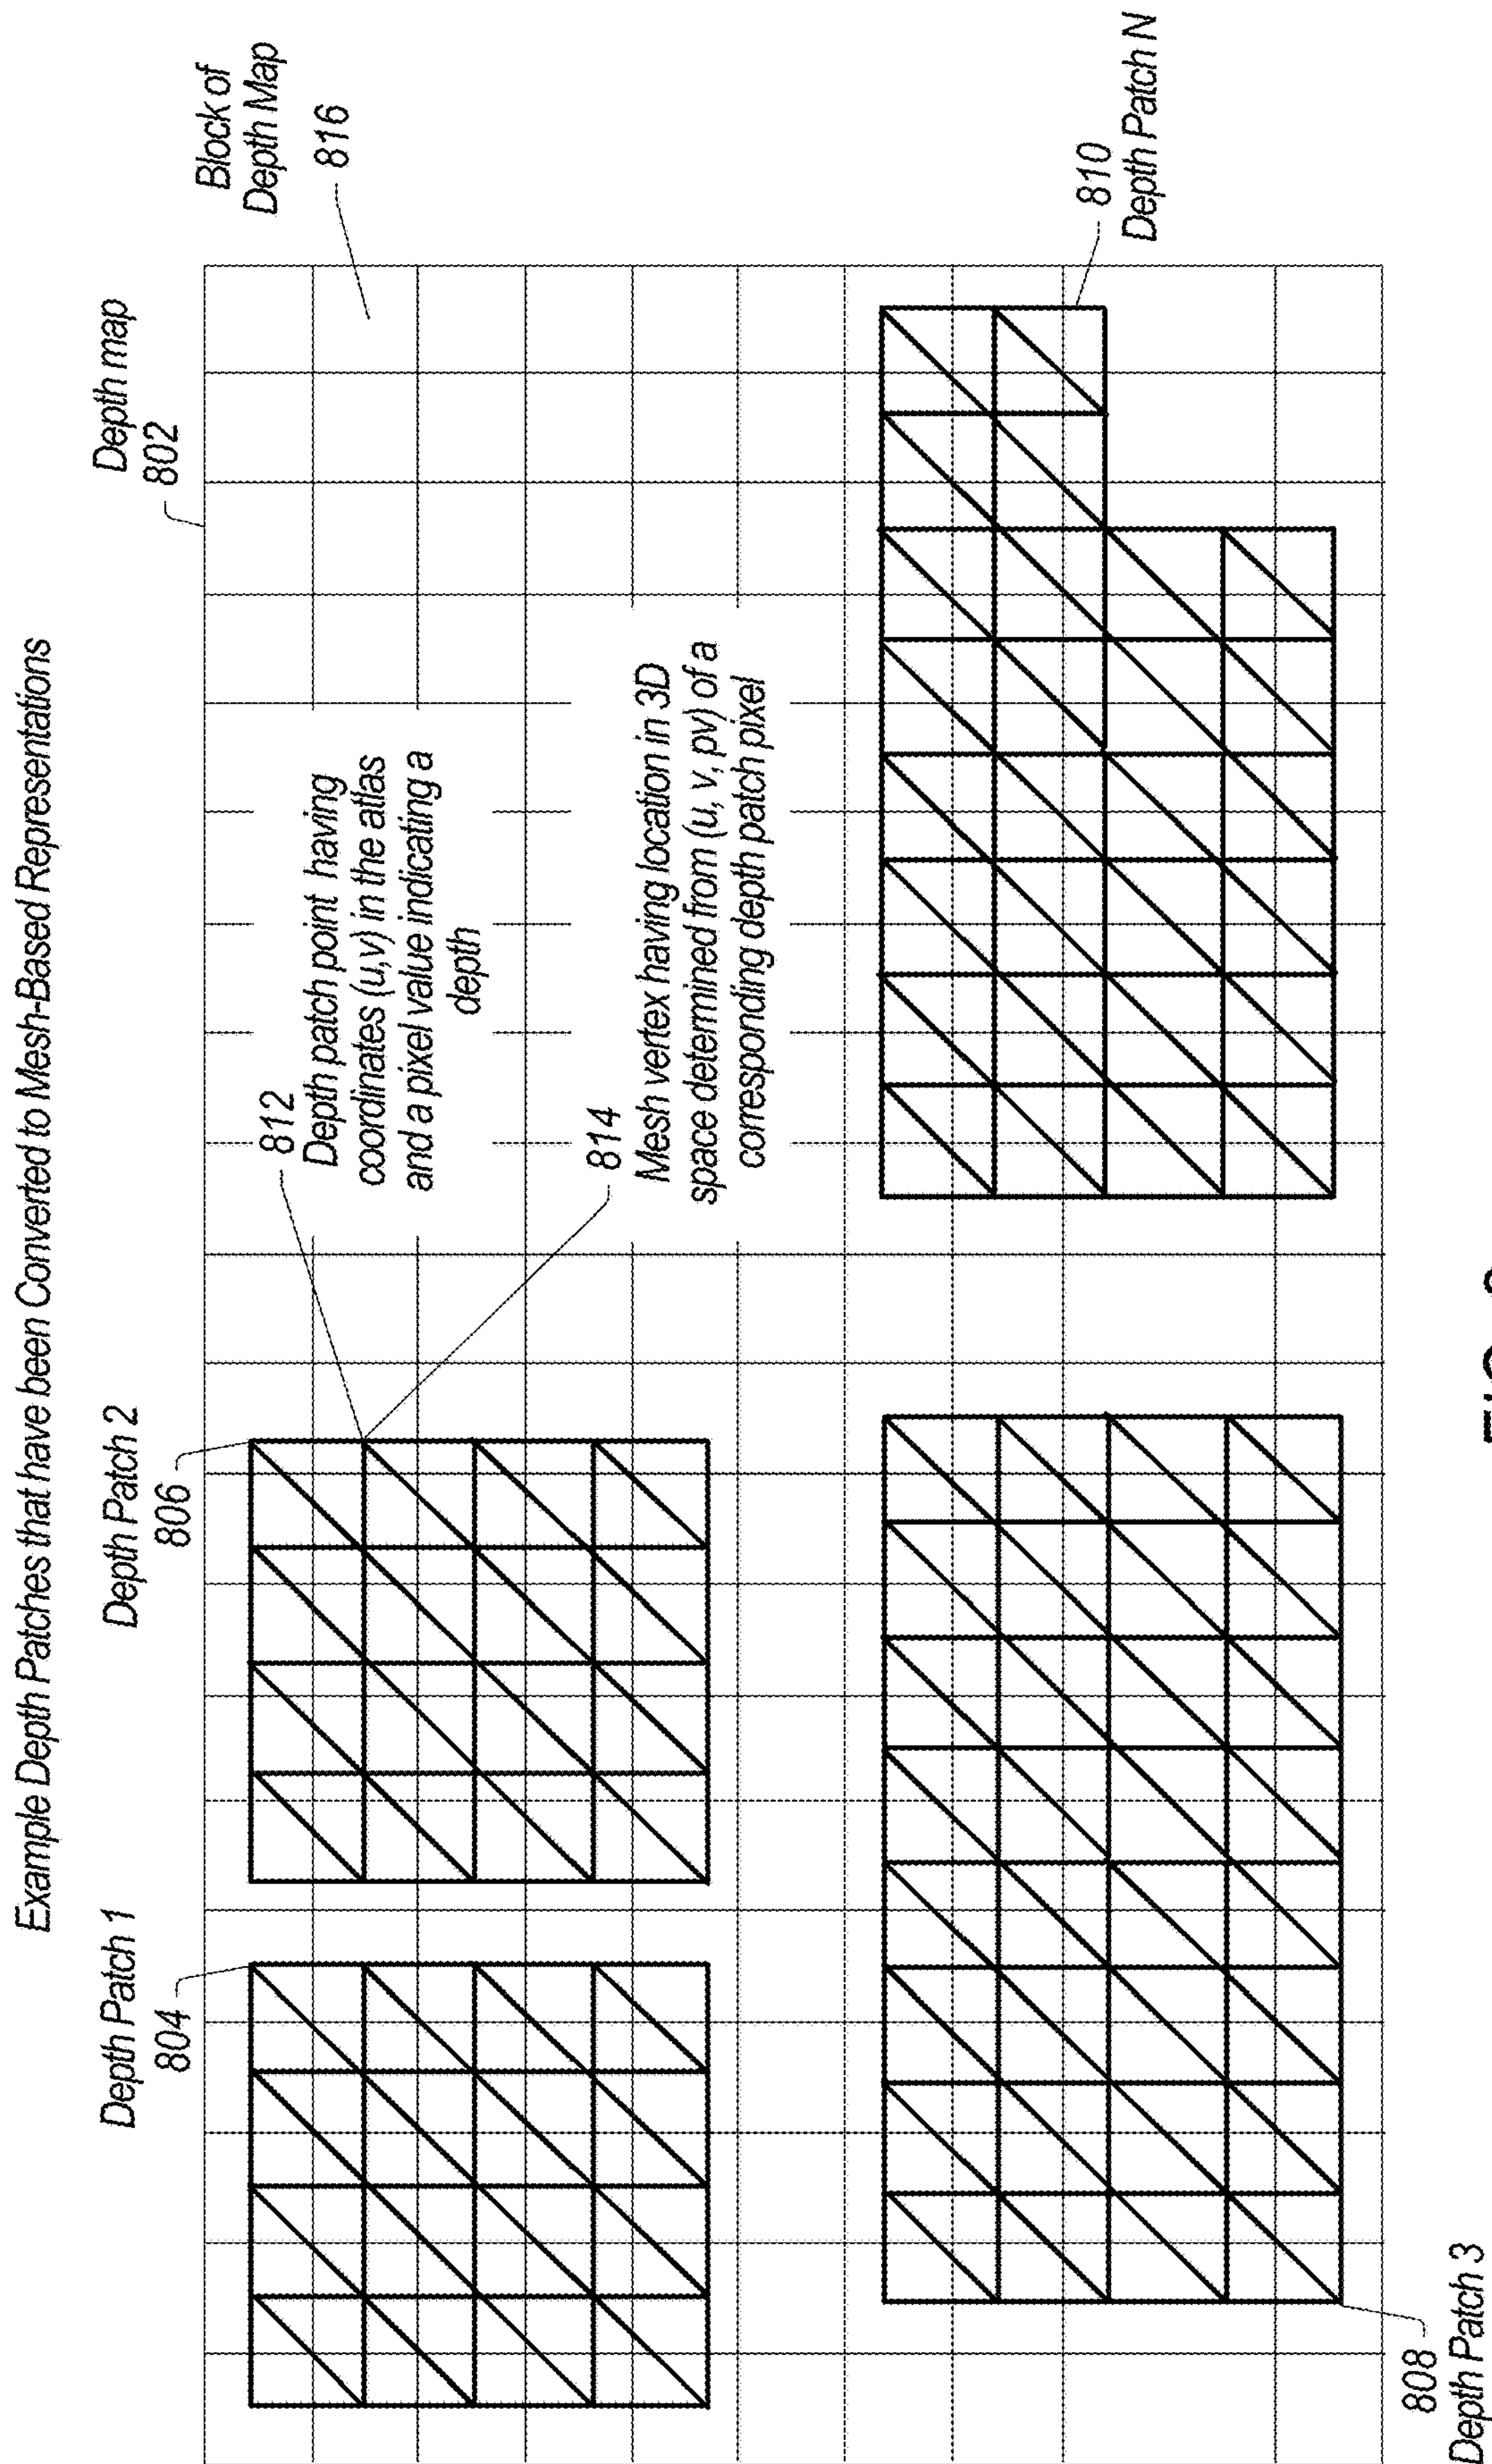 Example Depth Patches that have been Converted to Mesh-Based Representations
Depth Patch 1
804
Depth Patch 2
806
Depth map
802
Block of
Depth Map
816
812
Depth patch point having
coordinates (u,v) in the atlas
and a pixel value indicating a
depth
814
Mesh vertex having location in 3D
space determined from (u, v, pv) of a
corresponding depth patch pixel
808
Depth Patch 3
810
Depth Patch N